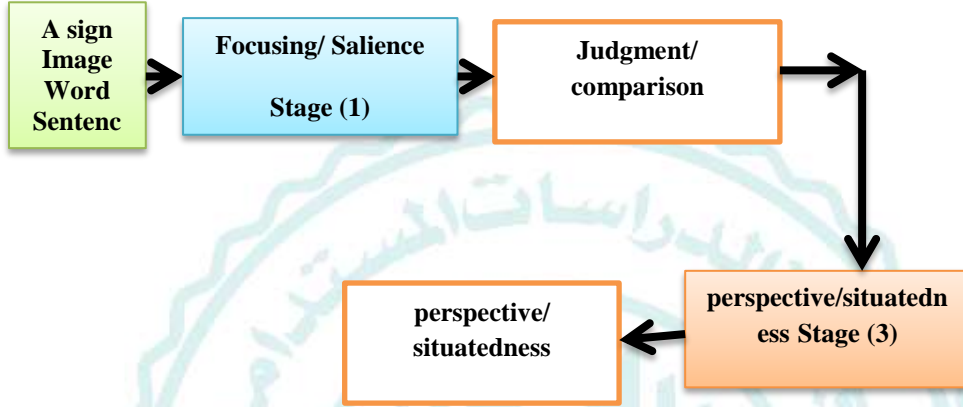 A sign
Image
Word
Sentenc
Focusing/ Salience
Stage (1)
Judgment/
comparison
perspective/situatedn
ess Stage (3)
perspective/
situatedness